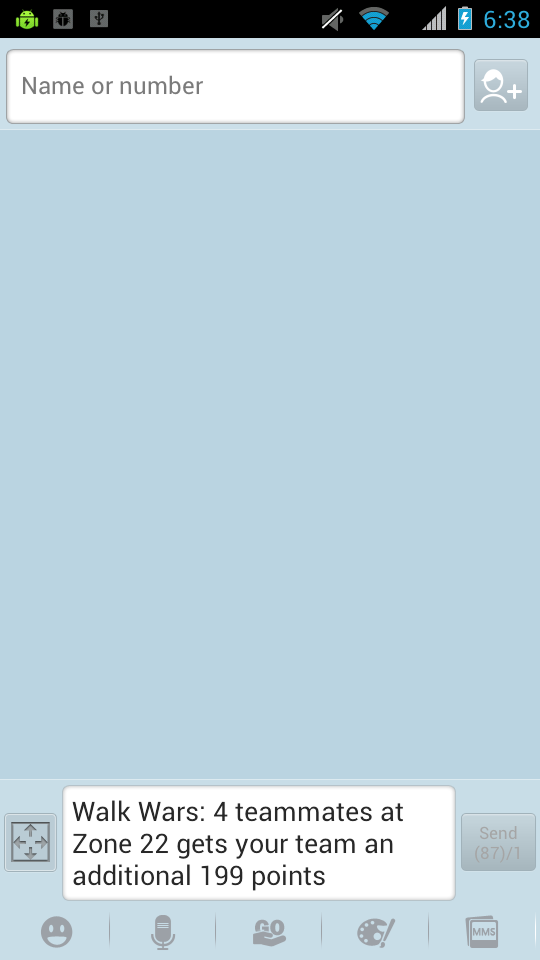 6:38
Name or number
Walk Wars: 4 teammates at
Zone 22 gets your team an
additional 199 points
Send
(87)/1
GO
MMS